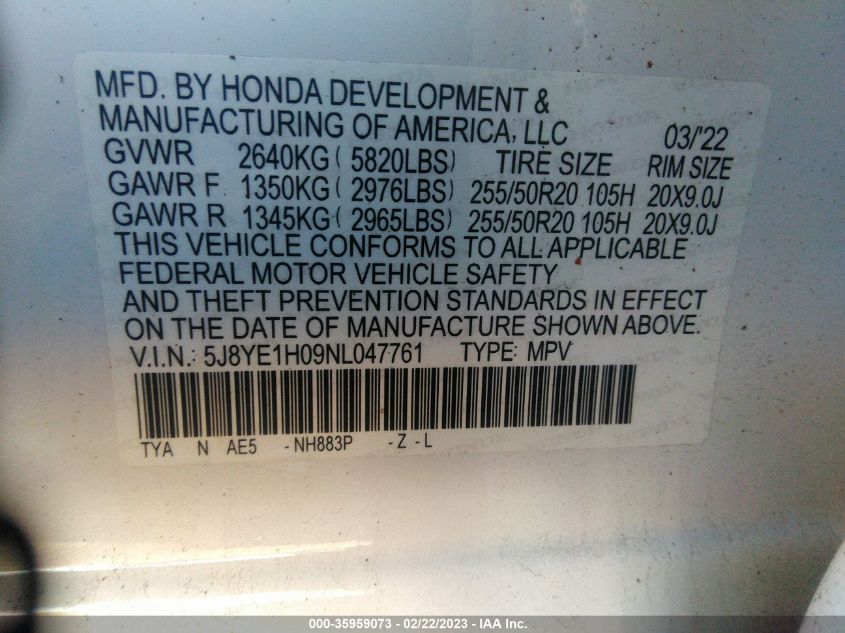 MFD. BY HONDA DEVELOPMENT &
MANUFACTURING OF AMERICA, LLC 03/'22
GVWR 2640KG ( 5820LBS) TIRE SIZE RIM SIZE
GAWR F 1350KG ( 2976LBS) 255/50R20 105H 20X9.0J
GAWR R 1345KG ( 2965LBS) 255/50R20 105H 20X9.0J
THIS VEHICLE CONFORMS TO ALL APPLICABLE
FEDERAL MOTOR VEHICLE SAFETY
AND THEFT PREVENTION STANDARDS IN EFFECT
ON THE DATE OF MANUFACTURE SHOWN ABOVE.
V.I.N.: 5J8YE1H09NL047761 TYPE: MPV
TYA N AE5 -NH883P -Z-L
000-35959073 - 02/22/2023 - IAA Inc.